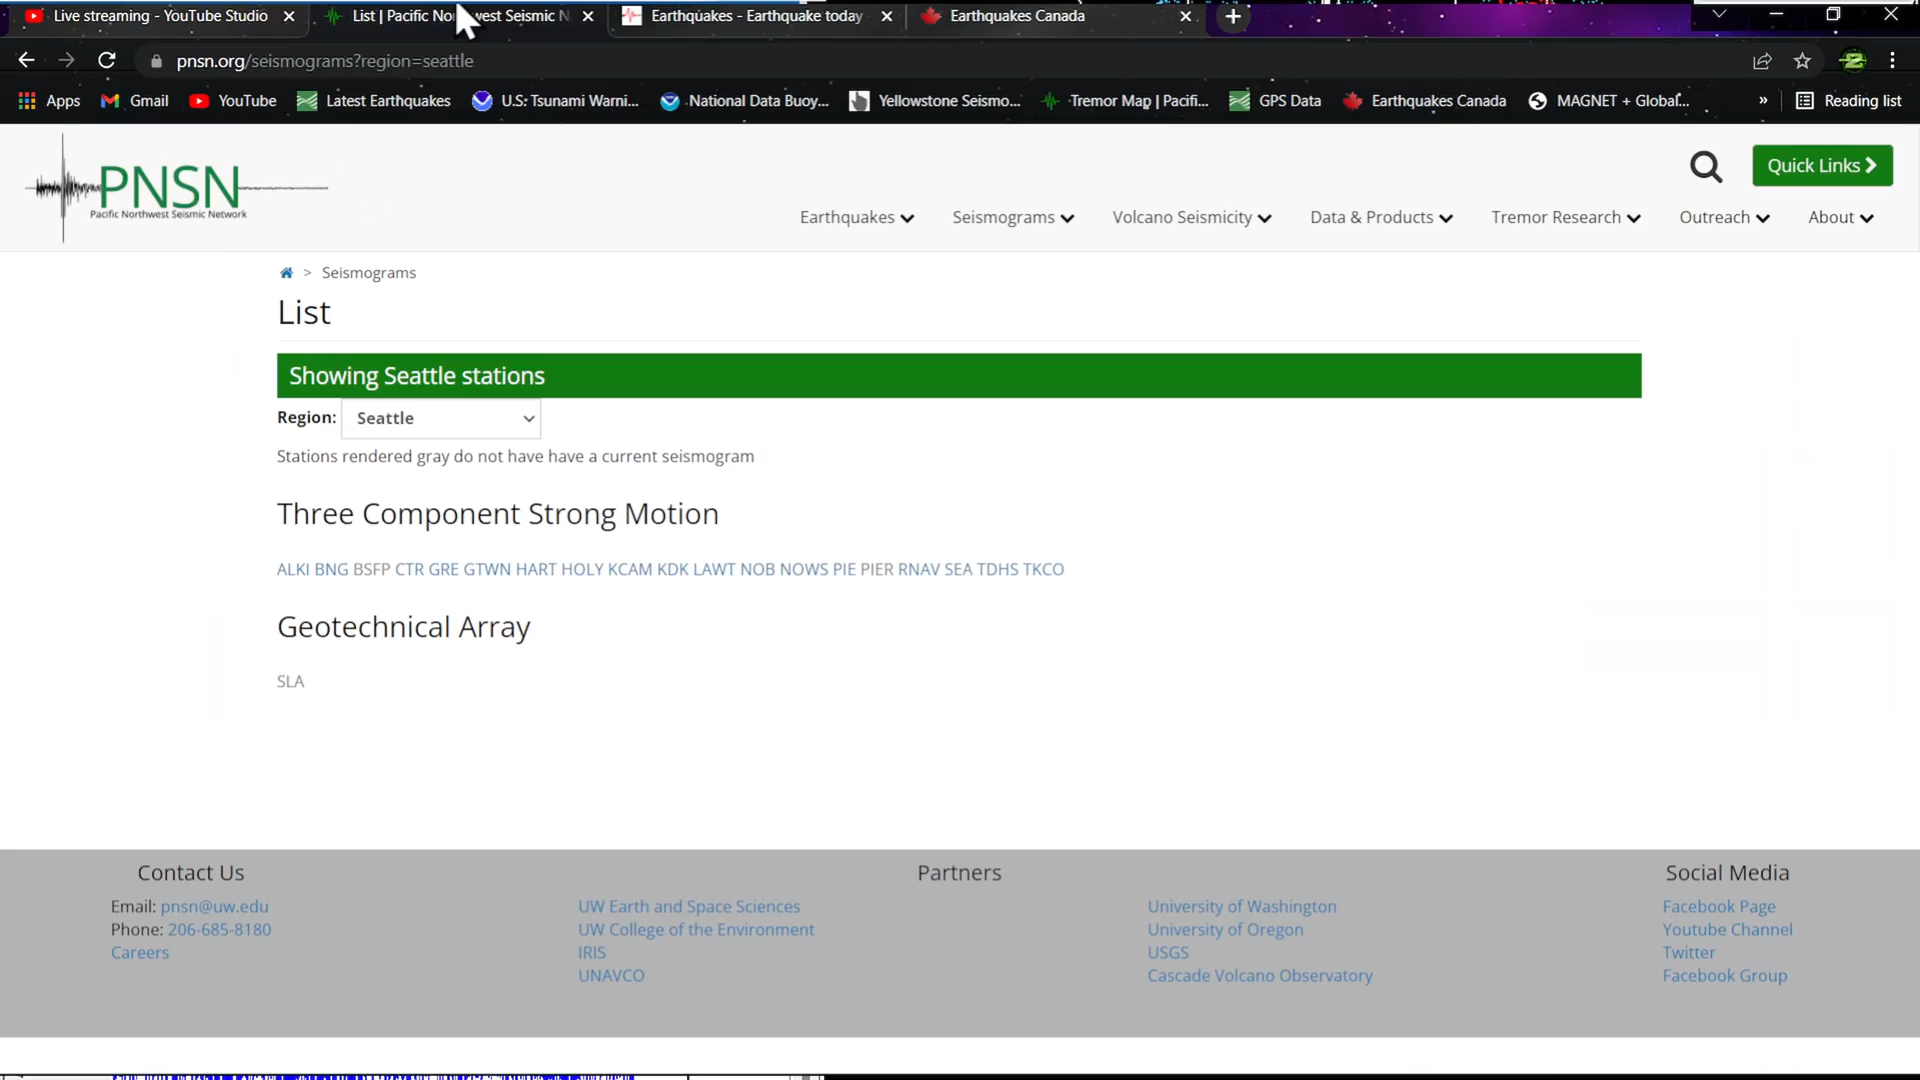 Live streaming - YouTube Studio
List | Pacific No west Seismic N
Earthquakes - Earthquake today
Earthquakes Canada
pnsn.org/seismograms?region=seattle
Apps
Gmail
YouTube
Latest Earthquakes
U.S: Tsunami Warni...
National Data Buoy...
Yellowstone Seismo...
Tremor Map | Pacifi...
GPS Data
Earthquakes Canada
MAGNET + Global...
»
Reading list
PNSN
Pacific Northwest Seismic Network
Quick Links
Earthquakes
Seismograms
Volcano Seismicity
Data & Products
Tremor Research
Outreach
About
> Seismograms
List
Showing Seattle stations
Region: Seattle
Stations rendered gray do not have have a current seismogram
Three Component Strong Motion
ALKI BNG BSFP CTR GRE GTWN HART HOLY KCAM KDK LAWT NOB NOWS PIE PIER RNAV SEA TDHS TKCO
Geotechnical Array
SLA
Contact Us
Email: pnsn@uw.edu
Phone: 206-685-8180
Careers
Partners
UW Earth and Space Sciences
UW College of the Environment
IRIS
UNAVCO
University of Washington
University of Oregon
USGS
Cascade Volcano Observatory
Social Media
Facebook Page
Youtube Channel
Twitter
Facebook Group